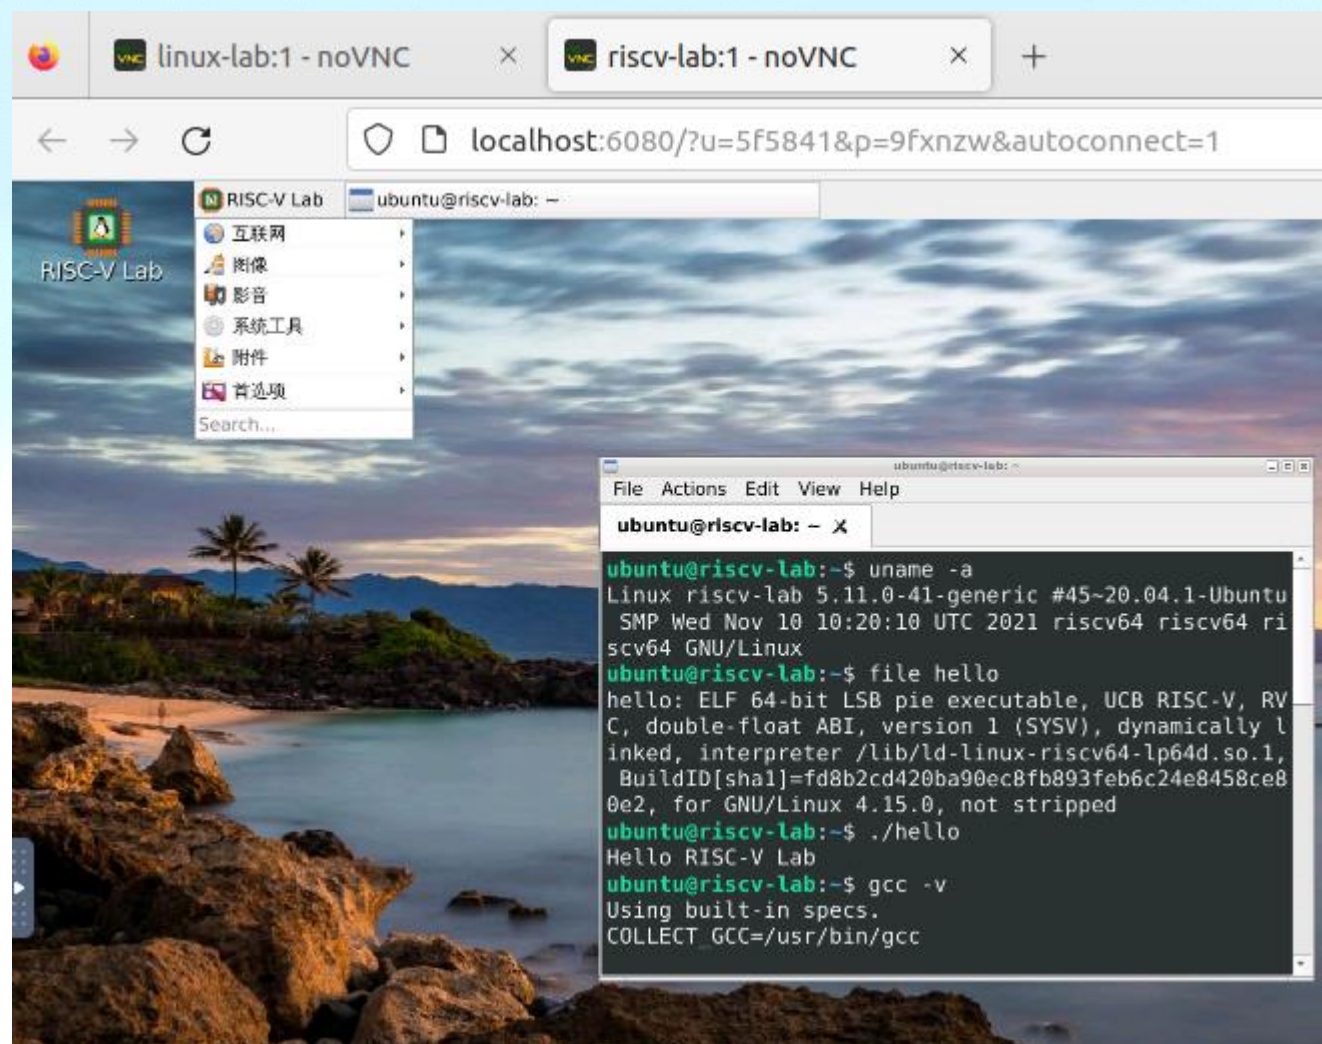 linux-lab:1 - noVNC
riscv-lab:1 - noVNC
localhost:6080/?u=5f5841&p=9fxnzw&autoconnect=1
RISC-V Lab
ubuntu@riscv-lab: ~
RISC-V Lab
互联网
图像
影音
系统工具
附件
首选项
Search...
ubuntu@riscv-lab: ~
File Actions Edit View Help
ubuntu@riscv-lab: ~
ubuntu@riscv-lab:~$ uname -a
Linux riscv-lab 5.11.0-41-generic #45~20.04.1-Ubuntu
SMP Wed Nov 10 10:20:10 UTC 2021 riscv64 riscv64 ri
scv64 GNU/Linux
ubuntu@riscv-lab:~$ file hello
hello: ELF 64-bit LSB pie executable, UCB RISC-V, RV
C, double-float ABI, version 1 (SYSV), dynamically l
inked, interpreter /lib/ld-linux-riscv64-lp64d.so.1,
BuildID[sha1]=fd8b2cd420ba90ec8fb893feb6c24e8458ce8
0e2, for GNU/Linux 4.15.0, not stripped
ubuntu@riscv-lab:~$ ./hello
Hello RISC-V Lab
ubuntu@riscv-lab:~$ gcc -v
Using built-in specs.
COLLECT_GCC=/usr/bin/gcc